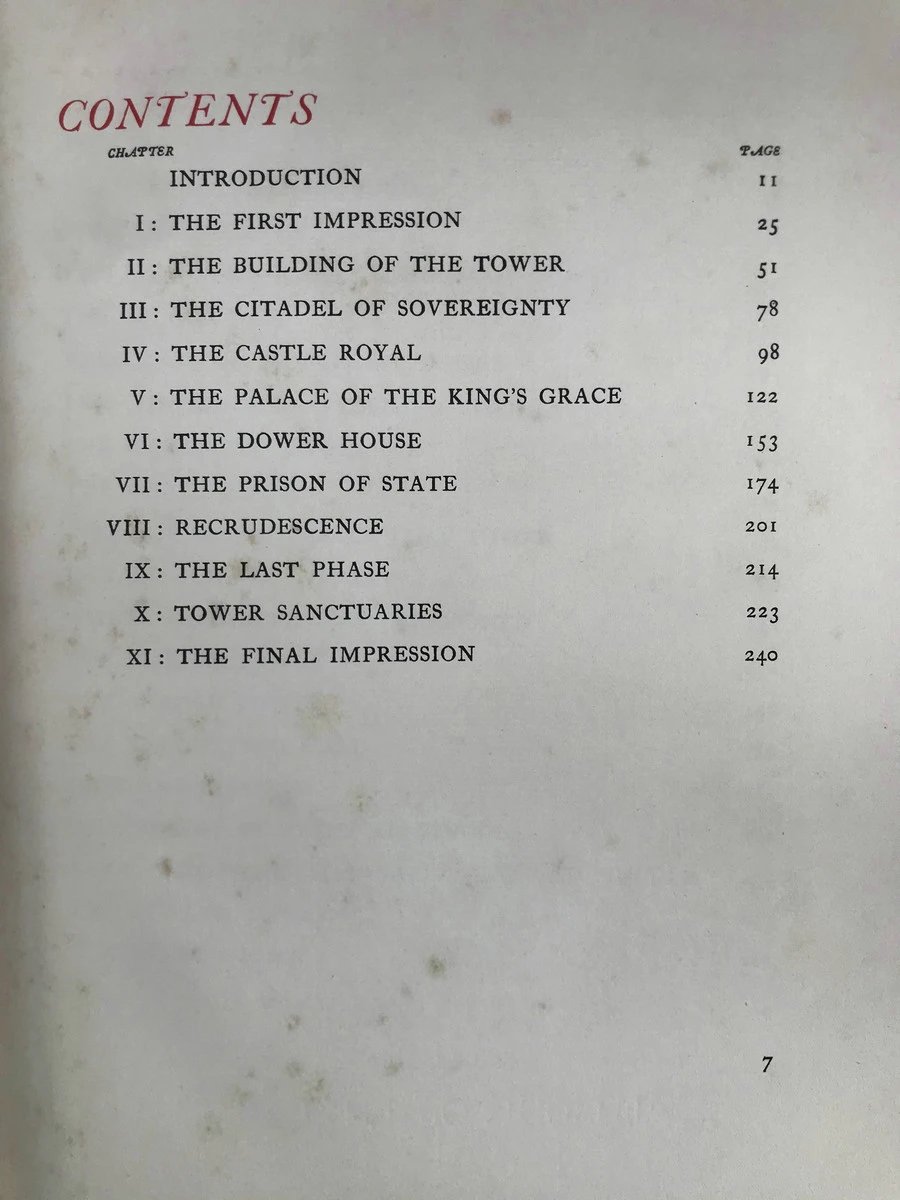 CONTENTS
CHAPTER PAGE
INTRODUCTION 11
I: THE FIRST IMPRESSION 25
II: THE BUILDING OF THE TOWER 51
III: THE CITADEL OF SOVEREIGNTY 78
IV: THE CASTLE ROYAL 98
V: THE PALACE OF THE KING'S GRACE 122
VI: THE DOWER HOUSE 153
VII: THE PRISON OF STATE 174
VIII: RECRUDESCENCE 201
IX: THE LAST PHASE 214
X: TOWER SANCTUARIES 223
XI: THE FINAL IMPRESSION 240
7